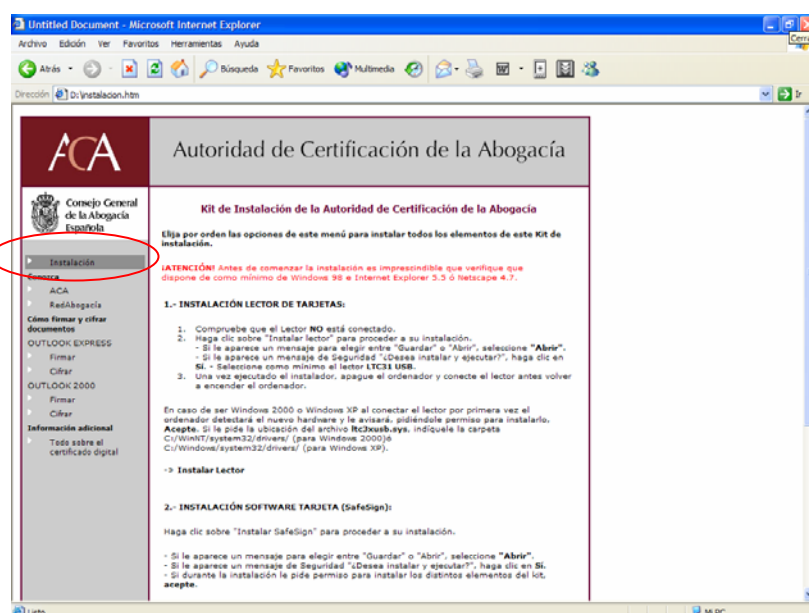 Untitled Document - Microsoft Internet Explorer
Archivo Edición Ver Favoritos Herramientas Ayuda
Cerra
Atrás Búsqueda Favoritos Multimedia
Dirección D:\instalacion.htm Ir
ACA
Autoridad de Certificación de la Abogacía
Consejo General
de la Abogacía
Española
Instalación
Conozca
ACA
RedAbogacía
Cómo firmar y cifrar
documentos
OUTLOOK EXPRESS
Firmar
Cifrar
OUTLOOK 2000
Firmar
Cifrar
Información adicional
Todo sobre el
certificado digital
Kit de Instalación de la Autoridad de Certificación de la Abogacía
Elija por orden las opciones de este menú para instalar todos los elementos de este Kit de
instalación.
¡ATENCIÓN! Antes de comenzar la instalación es imprescindible que verifique que
dispone de como mínimo de Windows 98 e Internet Explorer 5.5 ó Netscape 4.7.
1.- INSTALACIÓN LECTOR DE TARJETAS:
1. Compruebe que el Lector NO está conectado.
2. Haga clic sobre "Instalar lector" para proceder a su instalación.
- Si le aparece un mensaje para elegir entre "Guardar" o "Abrir", seleccione "Abrir".
- Si le aparece un mensaje de Seguridad "¿Desea instalar y ejecutar?", haga clic en
Sí. - Seleccione como mínimo el lector LTC31 USB.
3. Una vez ejecutado el instalador, apague el ordenador y conecte el lector antes volver
a encender el ordenador.
En caso de ser Windows 2000 o Windows XP al conectar el lector por primera vez el
ordenador detectará el nuevo hardware y le avisará, pidiéndole permiso para instalarlo,
Acepte. Si le pide la ubicación del archivo ltc3xusb.sys, indíquele la carpeta
C:/WinNT/system32/drivers/ (para Windows 2000)ó
C:/Windows/system32/drivers/ (para Windows XP).
-> Instalar Lector
2.- INSTALACIÓN SOFTWARE TARJETA (SafeSign):
Haga clic sobre "Instalar SafeSign" para proceder a su instalación.
- Si le aparece un mensaje para elegir entre "Guardar" o "Abrir", seleccione "Abrir".
- Si le aparece un mensaje de Seguridad "¿Desea instalar y ejecutar?", haga clic en Sí.
- Si durante la instalación le pide permiso para instalar los distintos elementos del kit,
acepte.
Listo Mi PC